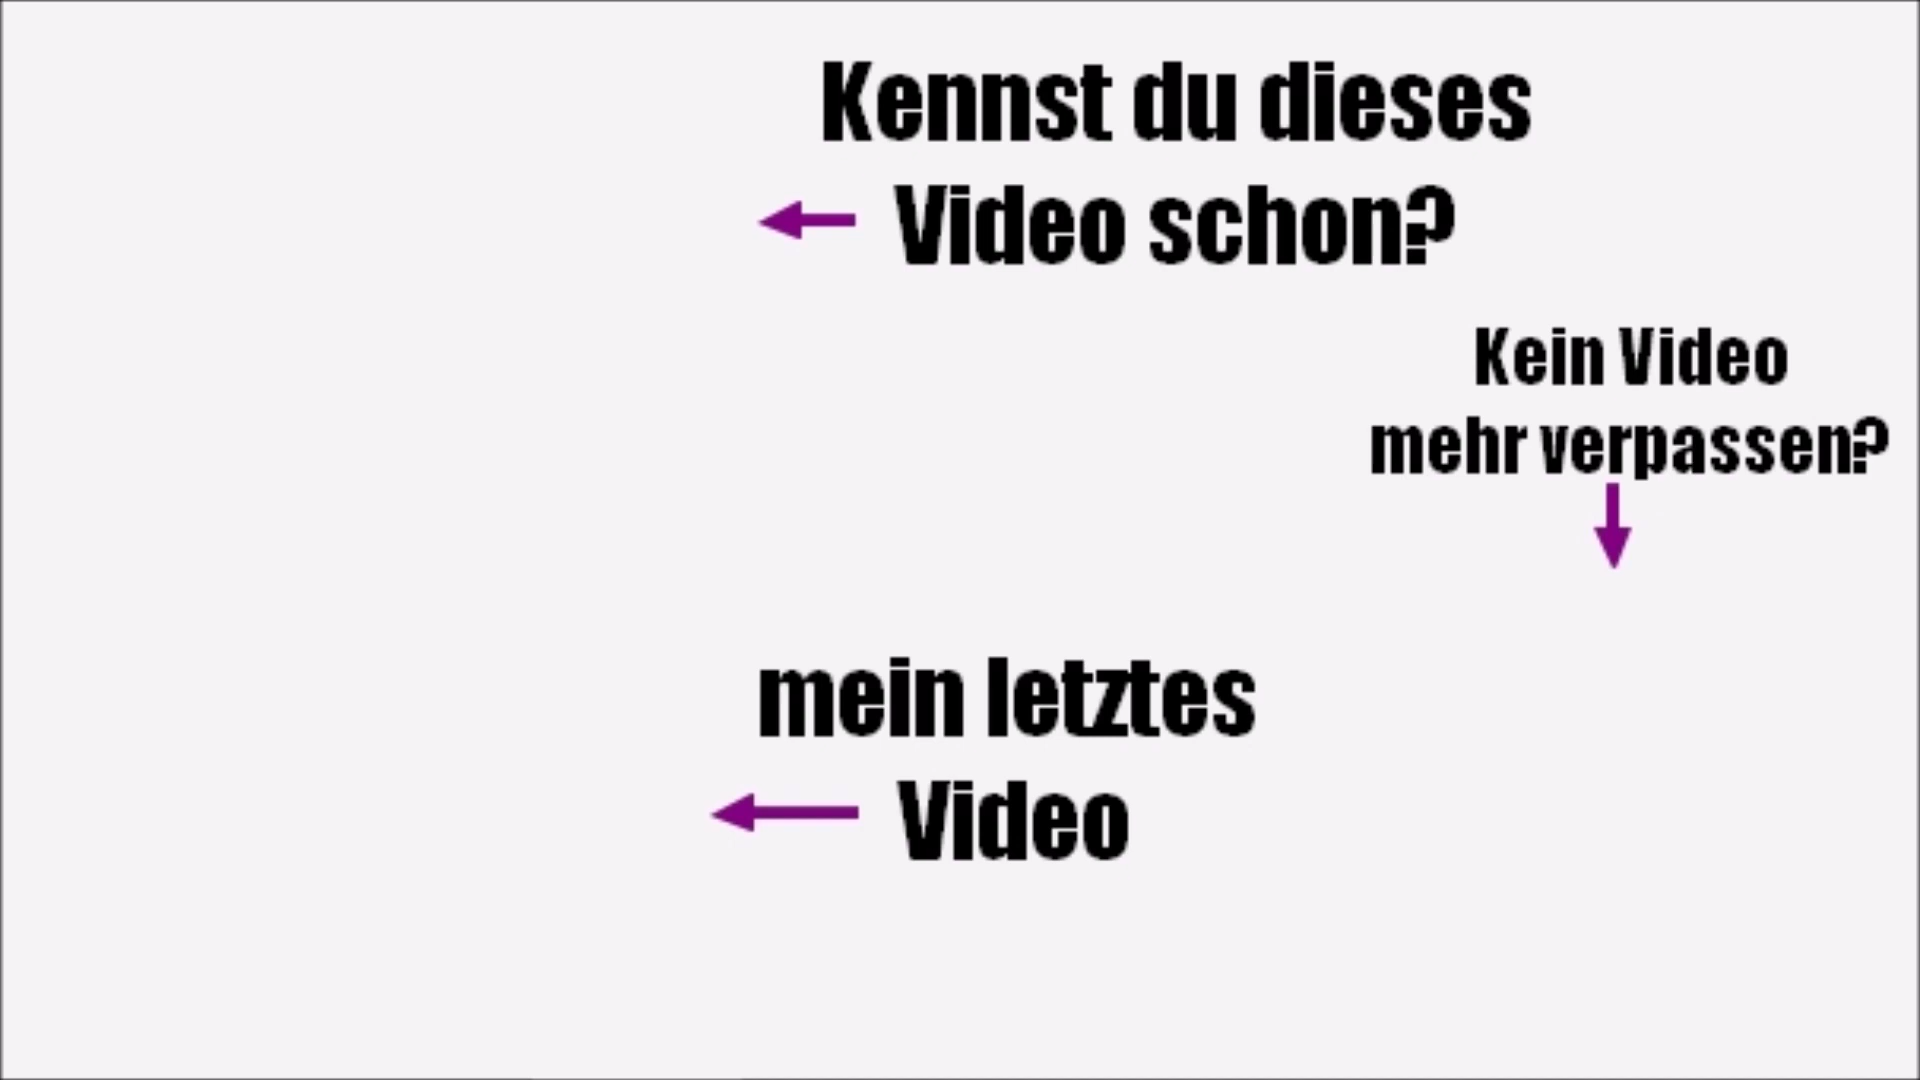 Kennst du dieses
Video schon?
Kein Video
mehr verpassen?
mein letztes
Video